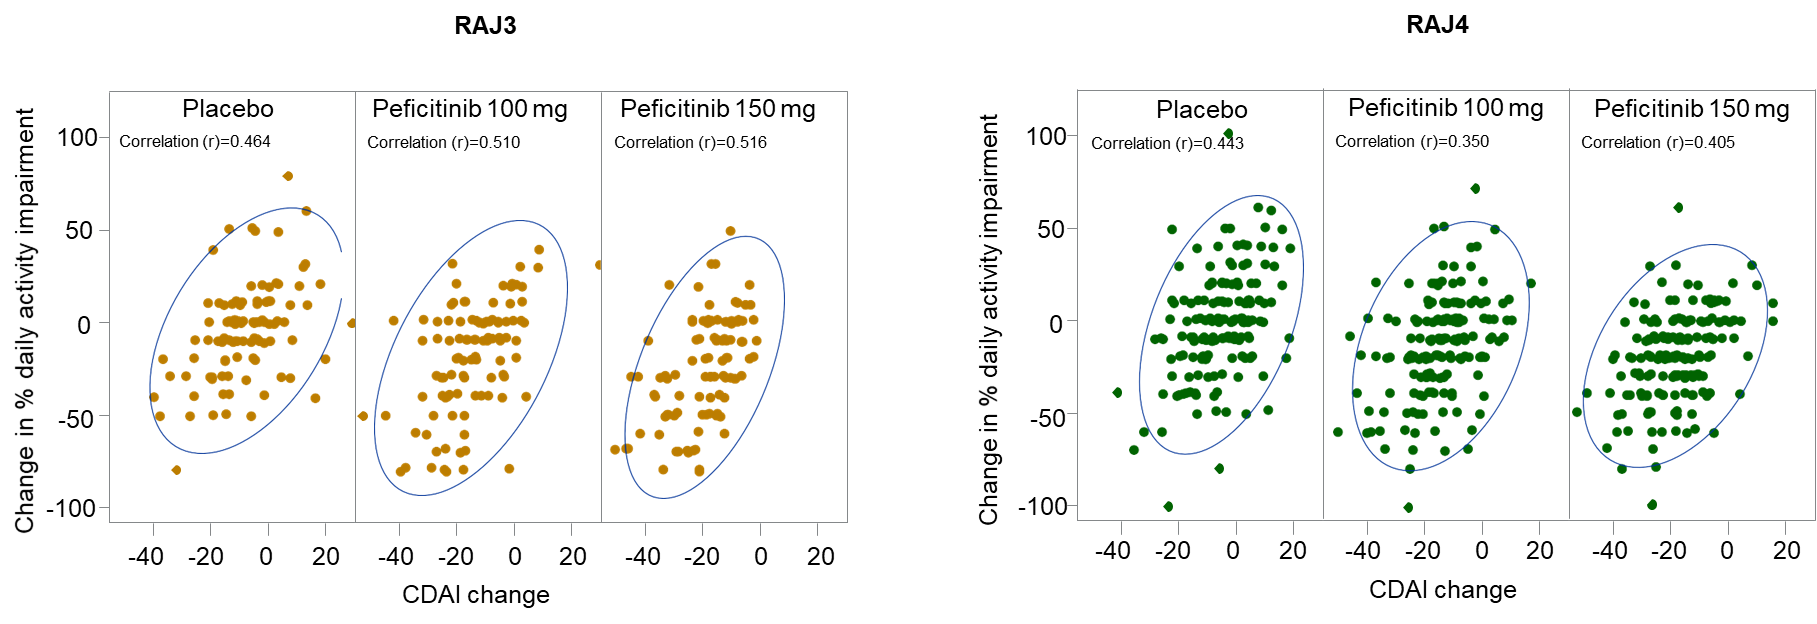 RAJ3
Placebo
Peficitinib 100 mg
Peficitinib 150 mg
Correlation (r)=0.464
Correlation (r)=0.510
Correlation (r)=0.516
Change in % daily activity impairment
100
50
0
-50
-100
-40 -20 0 20
-40 -20 0 20
-40 -20 0 20
CDAI change
RAJ4
Placebo
Peficitinib 100 mg
Peficitinib 150 mg
Correlation (r)=0.443
Correlation (r)=0.350
Correlation (r)=0.405
Change in % daily activity impairment
100
50
0
-50
-100
-40 -20 0 20
-40 -20 0 20
-40 -20 0 20
CDAI change